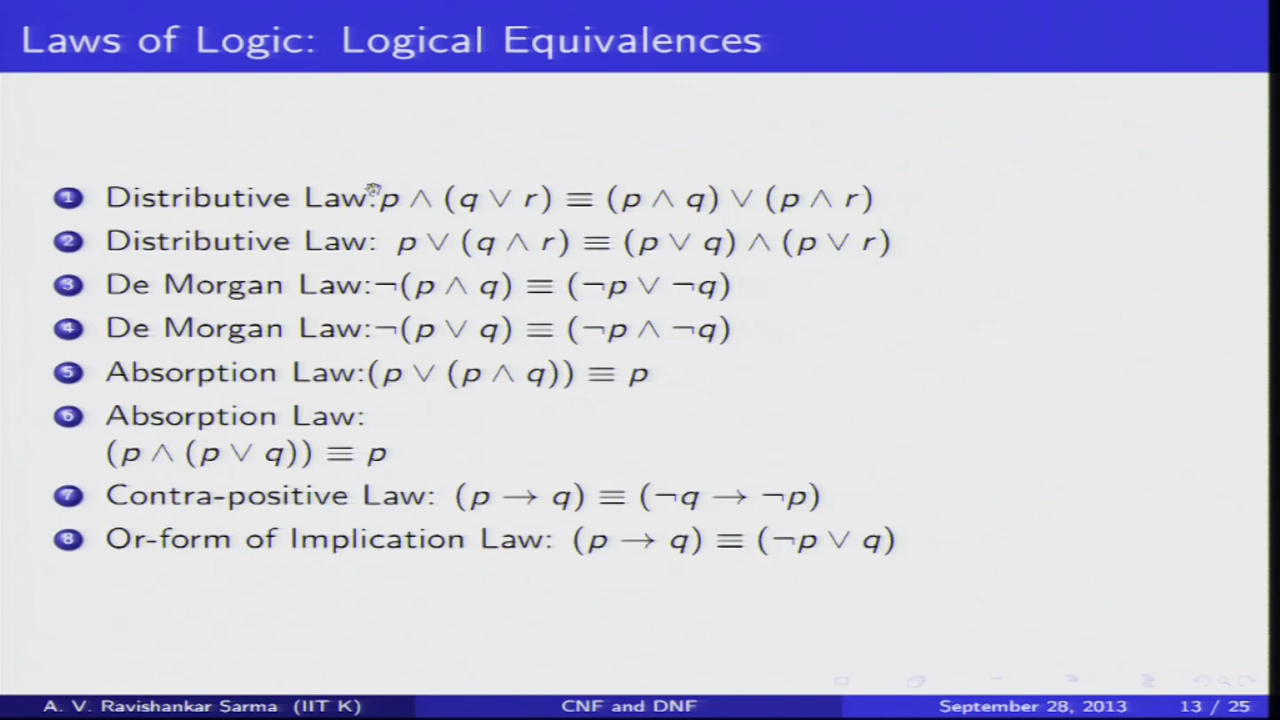 Laws of Logic: Logical Equivalences
1 Distributive Law:p ∧ (q ∨ r) ≡ (p ∧ q) ∨ (p ∧ r)
2 Distributive Law: p ∨ (q ∧ r) ≡ (p ∨ q) ∧ (p ∨ r)
3 De Morgan Law:¬(p ∧ q) ≡ (¬p ∨ ¬q)
4 De Morgan Law:¬(p ∨ q) ≡ (¬p ∧ ¬q)
5 Absorption Law:(p ∨ (p ∧ q)) ≡ p
6 Absorption Law:
(p ∧ (p ∨ q)) ≡ p
7 Contra-positive Law: (p → q) ≡ (¬q → ¬p)
8 Or-form of Implication Law: (p → q) ≡ (¬p ∨ q)
A. V. Ravishankar Sarma (IIT K) CNF and DNF September 28, 2013 13 / 25